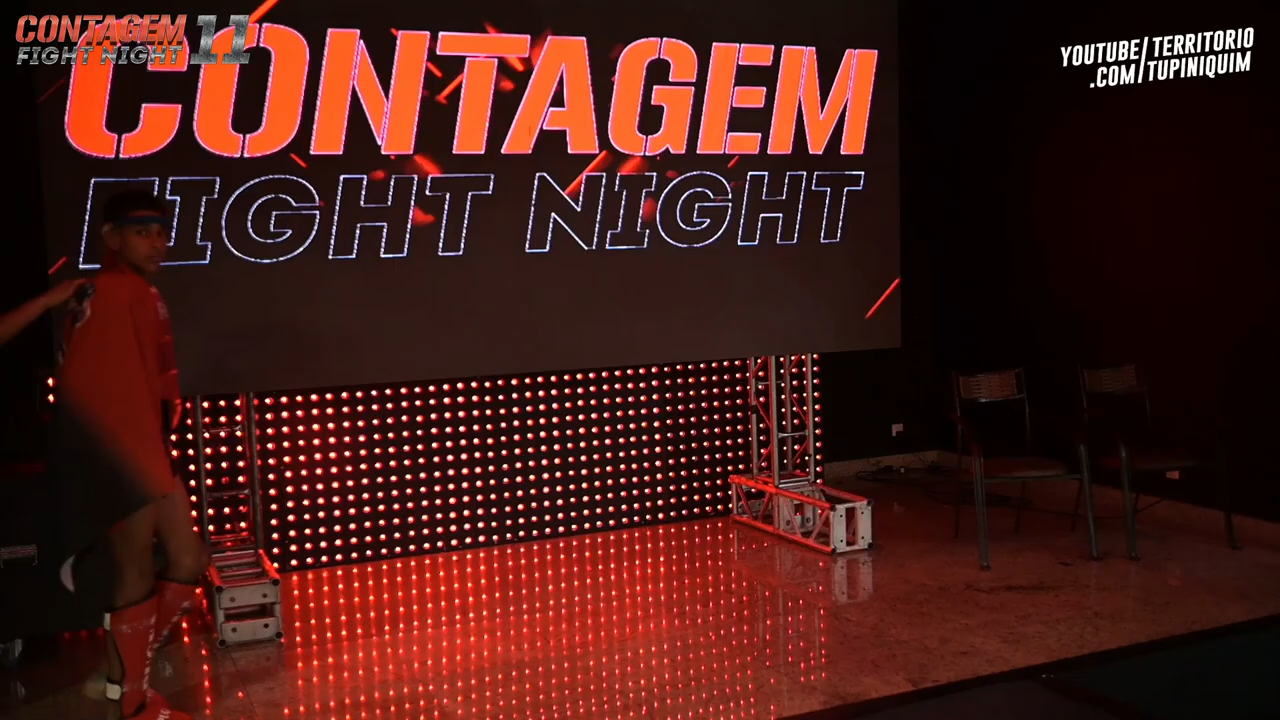 CONTAGEM
FIGHT NIGHT 11
YOUTUBE/TERRITORIO
.COM/TUPINIQUIM
CONTAGEM
FIGHT NIGHT